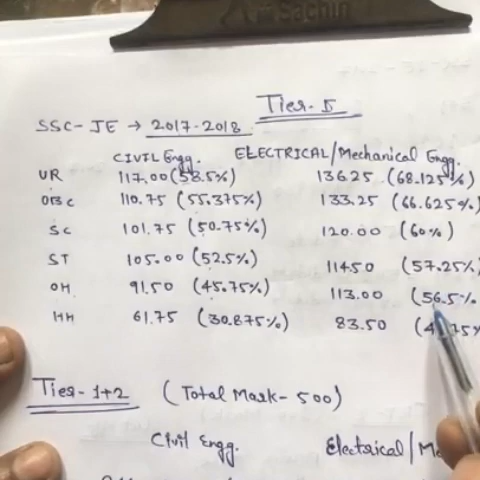 Sachin
Tier-I
SSC-JE → 2017-2018
CIVIL Engg. ELECTRICAL/Mechanical Engg.
UR 117.00 (58.5%) 136.25 (68.125%)
OBC 110.75 (55.375%) 133.25 (66.625%)
SC 101.75 (50.75%) 120.00 (60%)
ST 105.00 (52.5%) 114.50 (57.25%)
OH 91.50 (45.75%) 113.00 (56.5%
HH 61.75 (30.875%) 83.50
Tier-1+2 (Total Mark-500)
Civil Engg. Electrical/Me